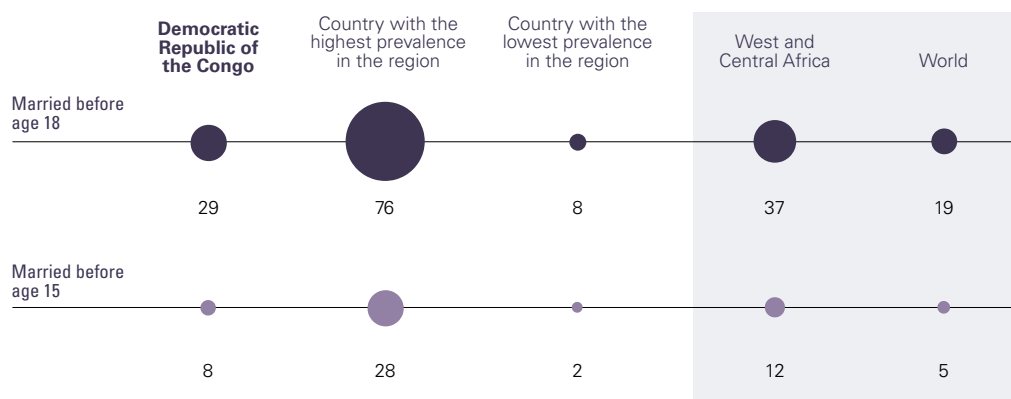 Democratic
Republic of
the Congo
Country with the
highest prevalence
in the region
Country with the
lowest prevalence
in the region
West and
Central Africa
World
Married before
age 18
29
76
8
37
19
Married before
age 15
8
28
2
12
5